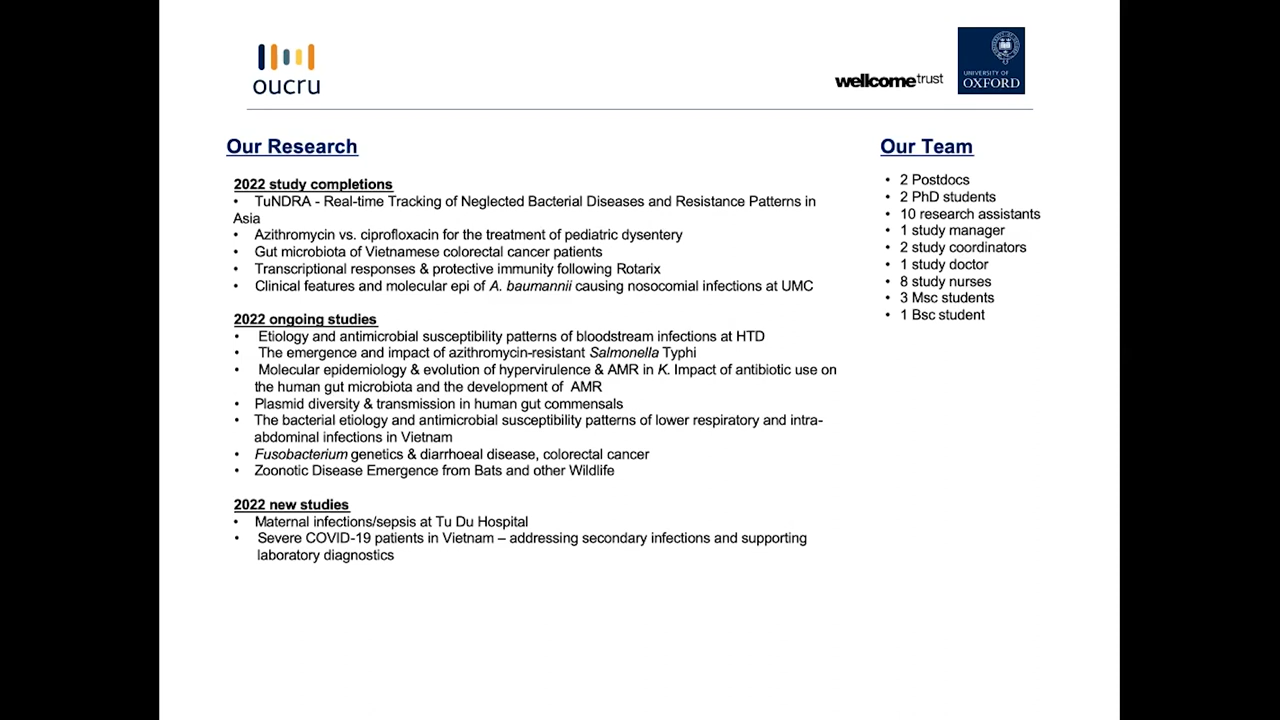 oucru
wellcometrust
UNIVERSITY OF
OXFORD
Our Research
2022 study completions
• TuNDRA - Real-time Tracking of Neglected Bacterial Diseases and Resistance Patterns in
Asia
• Azithromycin vs. ciprofloxacin for the treatment of pediatric dysentery
• Gut microbiota of Vietnamese colorectal cancer patients
• Transcriptional responses & protective immunity following Rotarix
• Clinical features and molecular epi of A. baumannii causing nosocomial infections at UMC
2022 ongoing studies
• Etiology and antimicrobial susceptibility patterns of bloodstream infections at HTD
• The emergence and impact of azithromycin-resistant Salmonella Typhi
• Molecular epidemiology & evolution of hypervirulence & AMR in K. Impact of antibiotic use on
the human gut microbiota and the development of AMR
• Plasmid diversity & transmission in human gut commensals
• The bacterial etiology and antimicrobial susceptibility patterns of lower respiratory and intra-
abdominal infections in Vietnam
• Fusobacterium genetics & diarrhoeal disease, colorectal cancer
• Zoonotic Disease Emergence from Bats and other Wildlife
2022 new studies
• Maternal infections/sepsis at Tu Du Hospital
• Severe COVID-19 patients in Vietnam – addressing secondary infections and supporting
laboratory diagnostics
Our Team
• 2 Postdocs
• 2 PhD students
• 10 research assistants
• 1 study manager
• 2 study coordinators
• 1 study doctor
• 8 study nurses
• 3 Msc students
• 1 Bsc student